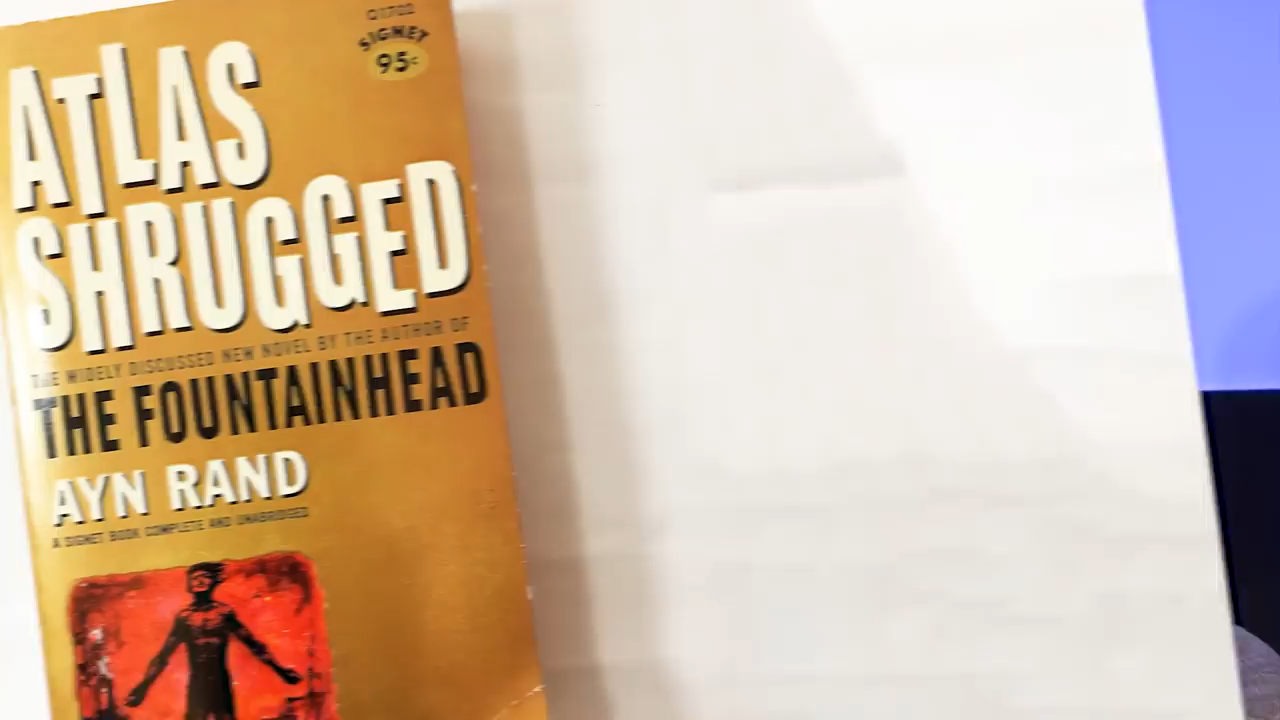 Q1702
SIGNET
95¢
ATLAS
SHRUGGED
THE WIDELY DISCUSSED NEW NOVEL BY THE AUTHOR OF
THE FOUNTAINHEAD
AYN RAND
A SIGNET BOOK COMPLETE AND UNABRIDGED